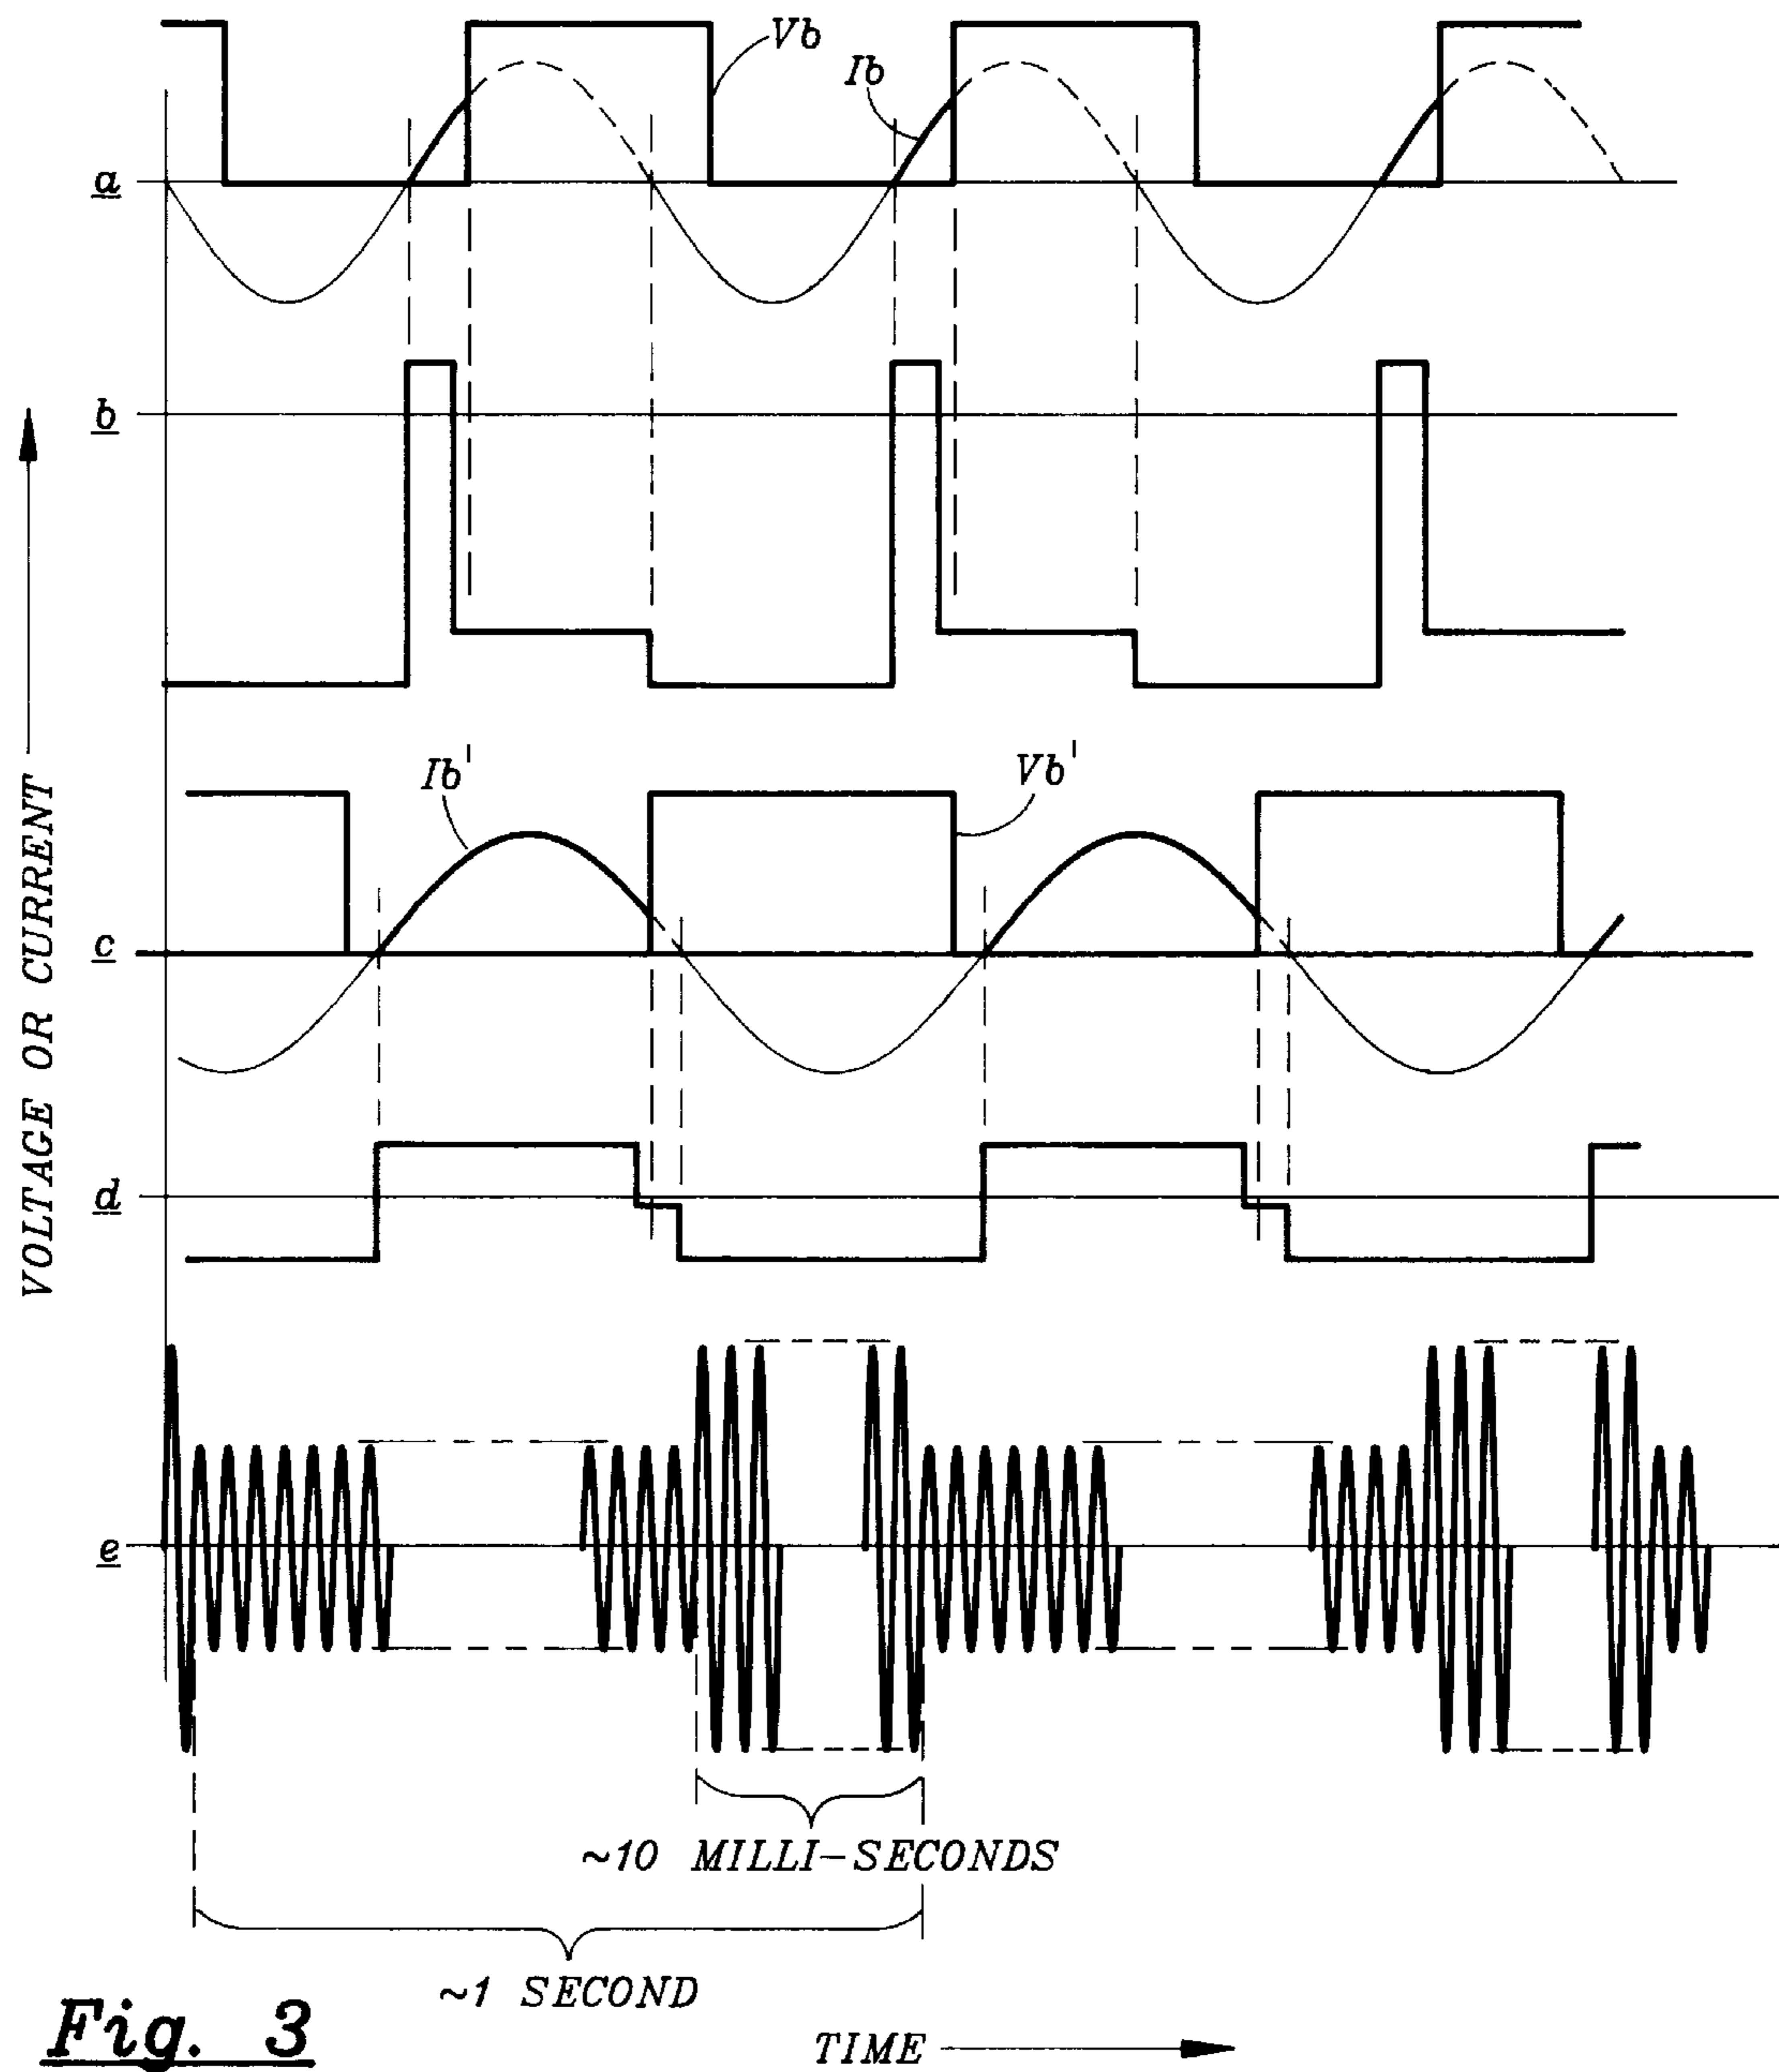 Vb
Ib
a
b
VOLTAGE OR CURRENT
Ib'
Vb'
c
d
e
~10 MILLI-SECONDS
~1 SECOND
Fig. 3
TIME